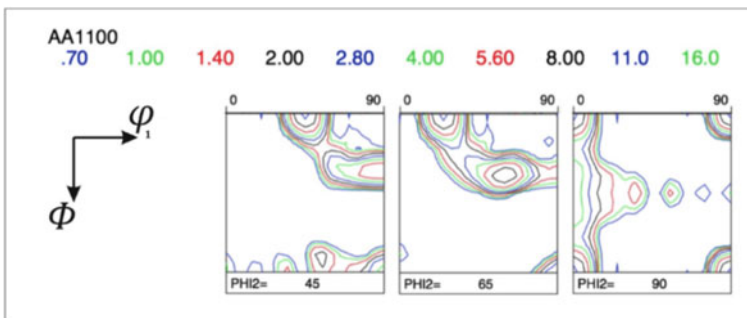 AA1100
.70 1.00 1.40 2.00 2.80 4.00 5.60 8.00 11.0 16.0
0 90 0 90 0 90
φ₁
Φ
PHI2= 45 PHI2= 65 PHI2= 90